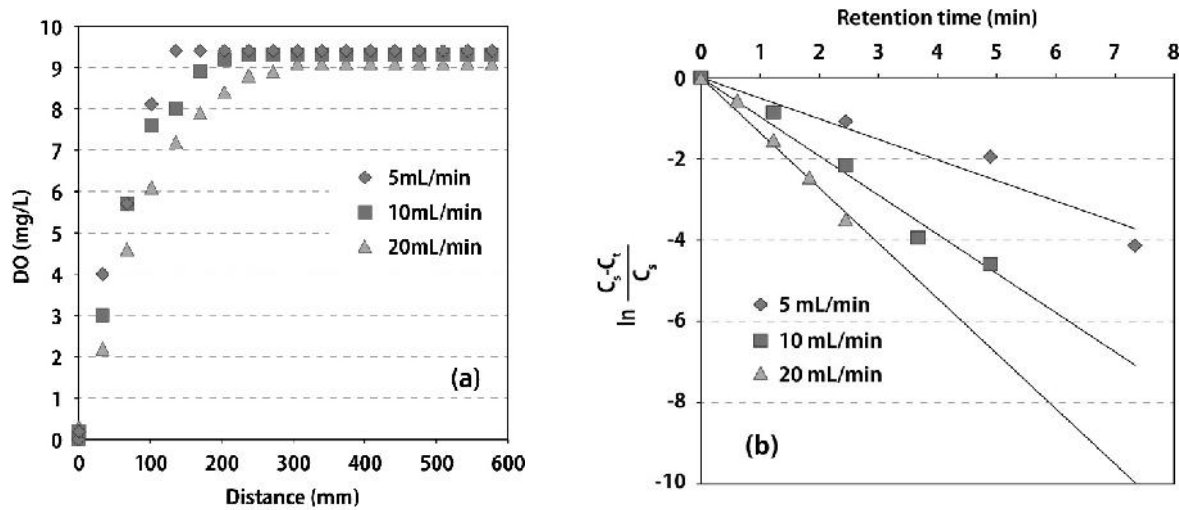 10
9
8
7
6
5
4
3
2
1
0
DO (mg/L)
5mL/min
10mL/min
20mL/min
(a)
0 100 200 300 400 500 600
Distance (mm)
Retention time (min)
0 1 2 3 4 5 6 7 8
0
-2
-4
-6
-8
-10
ln Cs-Ct
Cs
5 mL/min
10 mL/min
20 mL/min
(b)